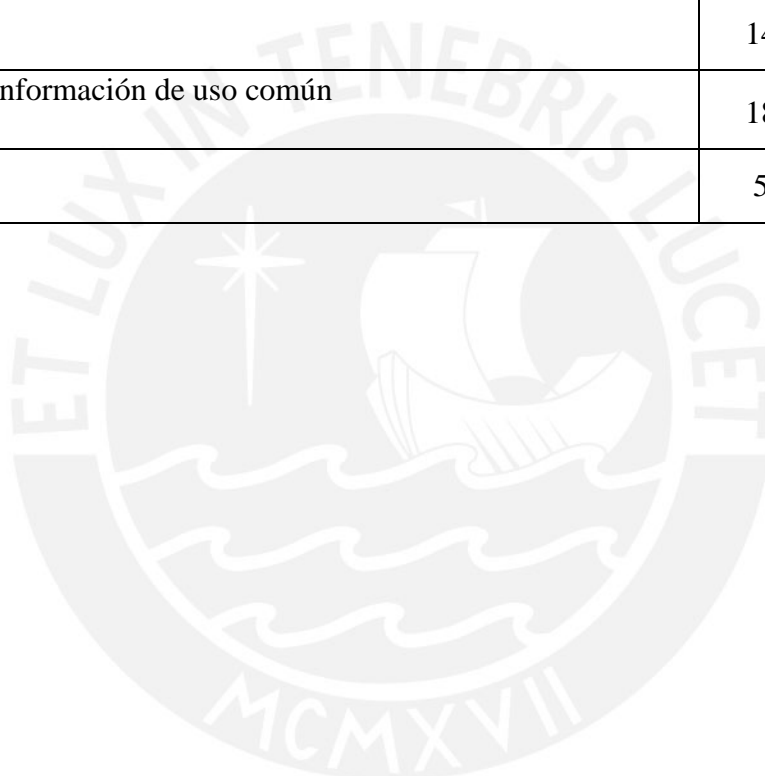 14
nformación de uso común
18
5
ET LUX IN TENEBRIS LUCET
MCMXVII